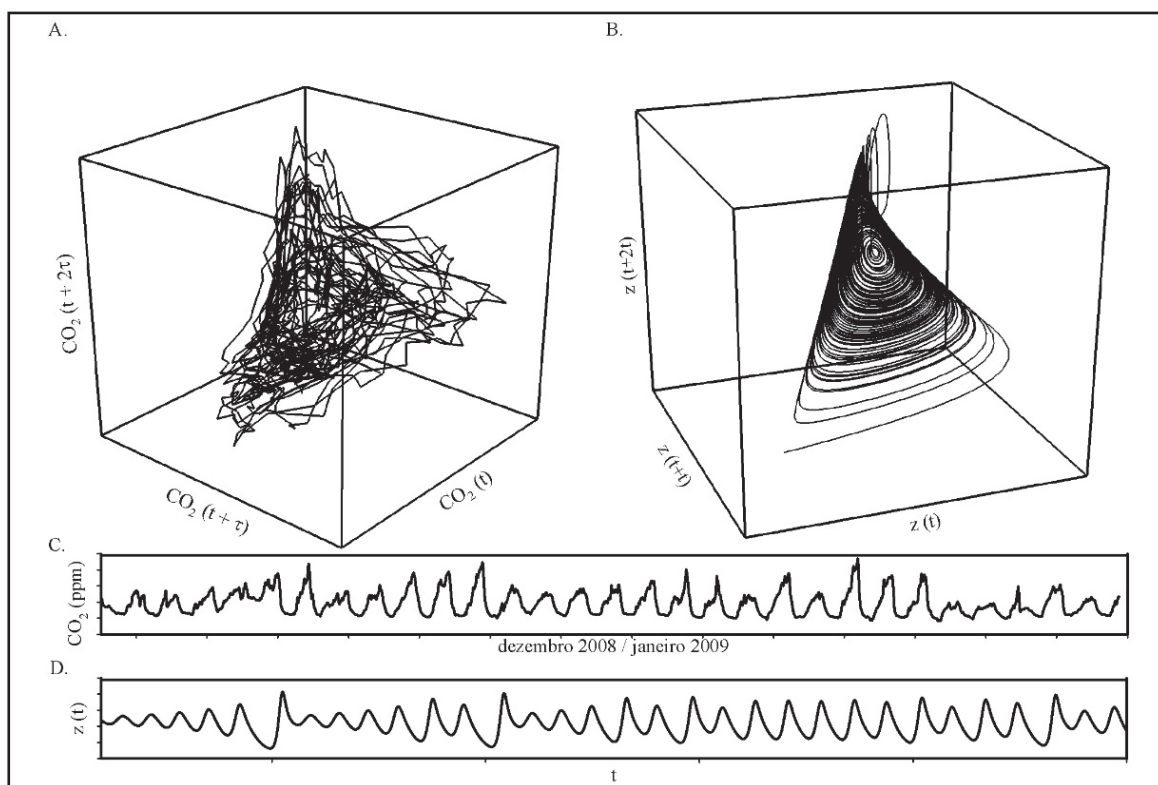 A.
B.
CO₂ (t + 2τ)
CO₂ (t + τ)
CO₂ (t)
z (t+2t)
z (t+t)
z (t)
C.
CO₂ (ppm)
dezembro 2008 / janeiro 2009
D.
z (t)
t